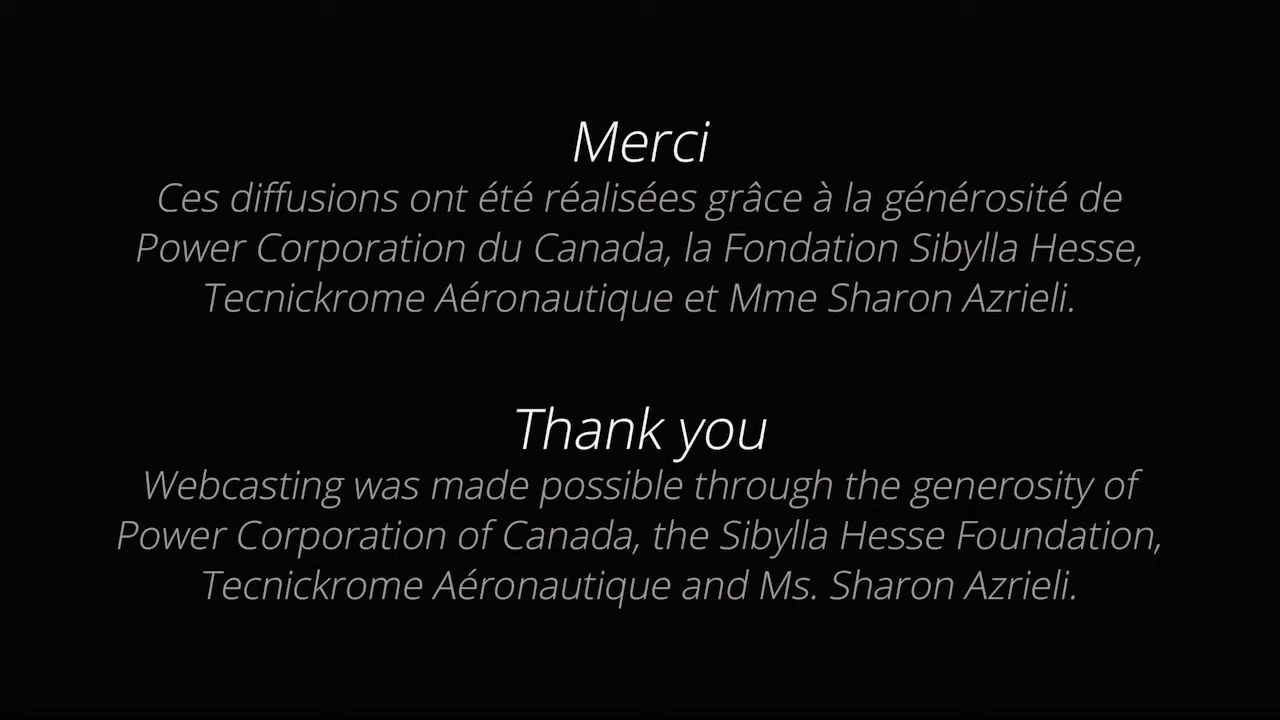 Merci
Ces diffusions ont été réalisées grâce à la générosité de
Power Corporation du Canada, la Fondation Sibylla Hesse,
Tecnickrome Aéronautique et Mme Sharon Azrieli.
Thank you
Webcasting was made possible through the generosity of
Power Corporation of Canada, the Sibylla Hesse Foundation,
Tecnickrome Aéronautique and Ms. Sharon Azrieli.